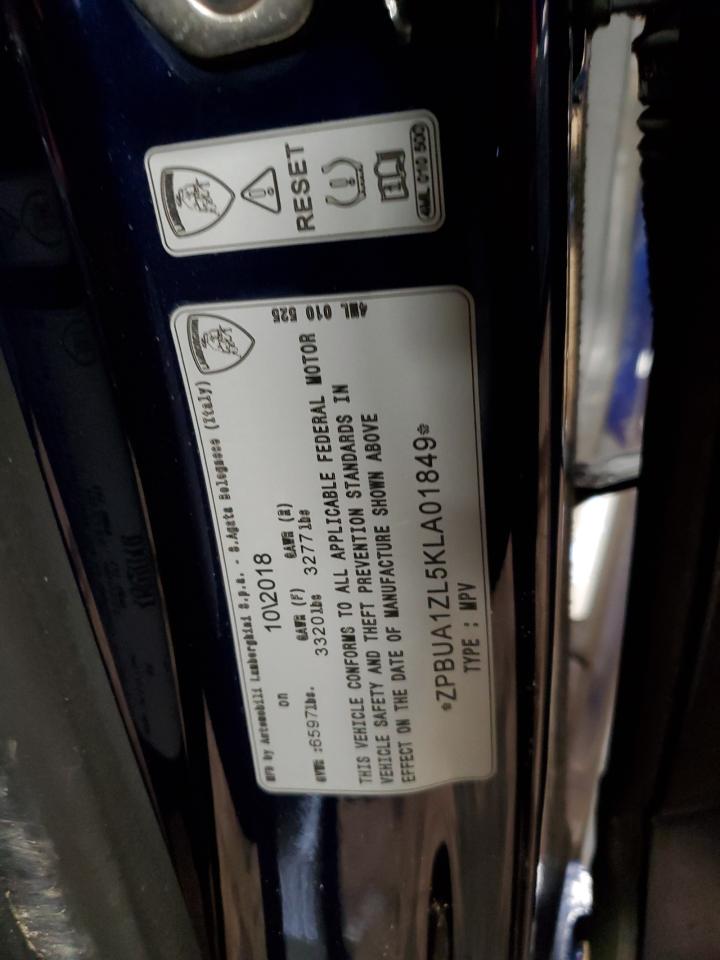 LAMBORGHINI
RESET
4ML 010 500
LAMBORGHINI
4ML 010 525
MFD by Automobili Lamborghini S.p.A. - S.Agata Bolognese (Italy)
on 10\2018
GAWR (F) GAWR (R)
GVWR :6597lbs. 3320lbs 3277lbs
THIS VEHICLE CONFORMS TO ALL APPLICABLE FEDERAL MOTOR
VEHICLE SAFETY AND THEFT PREVENTION STANDARDS IN
EFFECT ON THE DATE OF MANUFACTURE SHOWN ABOVE
*ZPBUA1ZL5KLA01849*
TYPE : MPV